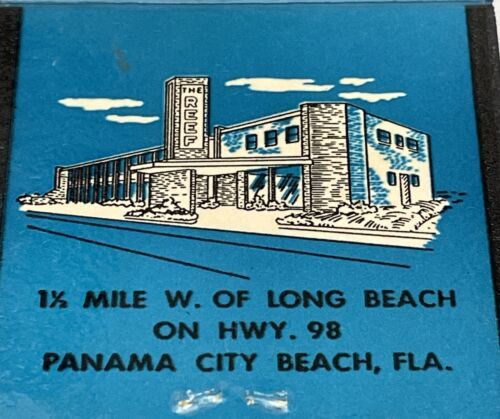 THE
REEF
1½ MILE W. OF LONG BEACH
ON HWY. 98
PANAMA CITY BEACH, FLA.